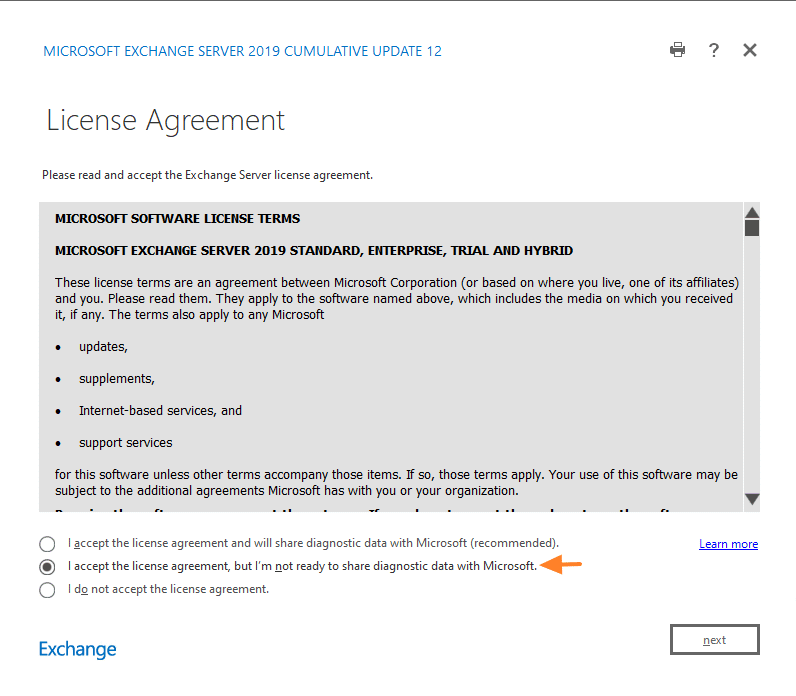 MICROSOFT EXCHANGE SERVER 2019 CUMULATIVE UPDATE 12
?
License Agreement
Please read and accept the Exchange Server license agreement.
MICROSOFT SOFTWARE LICENSE TERMS
MICROSOFT EXCHANGE SERVER 2019 STANDARD, ENTERPRISE, TRIAL AND HYBRID
These license terms are an agreement between Microsoft Corporation (or based on where you live, one of its affiliates)
and you. Please read them. They apply to the software named above, which includes the media on which you received
it, if any. The terms also apply to any Microsoft
• updates,
• supplements,
• Internet-based services, and
• support services
for this software unless other terms accompany those items. If so, those terms apply. Your use of this software may be
subject to the additional agreements Microsoft has with you or your organization.
I accept the license agreement and will share diagnostic data with Microsoft (recommended).
Learn more
I accept the license agreement, but I'm not ready to share diagnostic data with Microsoft.
I do not accept the license agreement.
Exchange
next